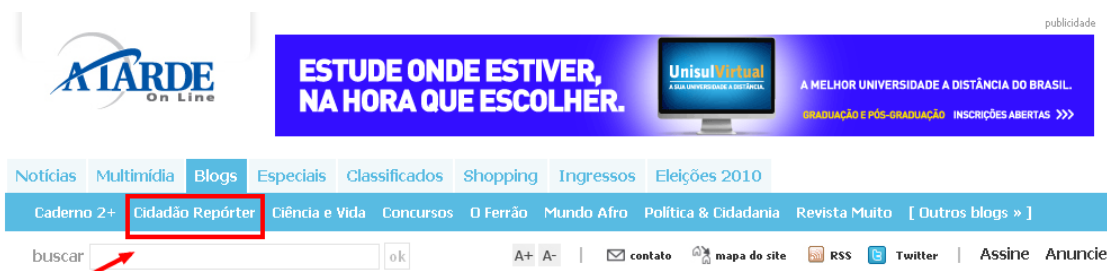 publicidade
A TARDE
On Line
ESTUDE ONDE ESTIVER,
NA HORA QUE ESCOLHER.
UnisulVirtual
A SUA UNIVERSIDADE A DISTÂNCIA.
A MELHOR UNIVERSIDADE A DISTÂNCIA DO BRASIL.
GRADUAÇÃO E PÓS-GRADUAÇÃO INSCRIÇÕES ABERTAS >>>
Notícias Multimídia Blogs Especiais Classificados Shopping Ingressos Eleições 2010
Caderno 2+ Cidadão Repórter Ciência e Vida Concursos O Ferrão Mundo Afro Política & Cidadania Revista Muito [ Outros blogs » ]
buscar ok A+ A- | contato mapa do site RSS Twitter | Assine Anuncie